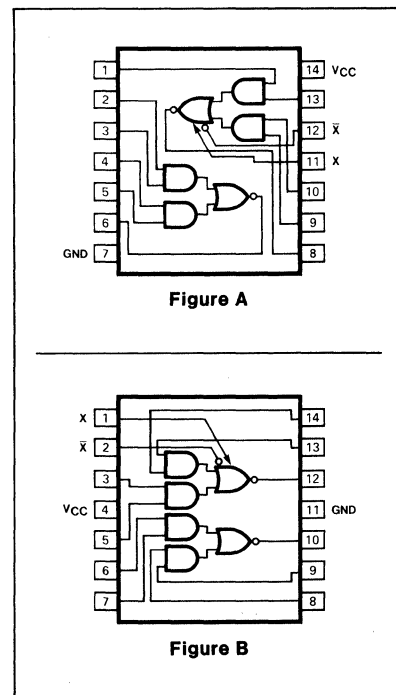 1 14 VCC
2 13
3 12 X̅
4 11 X
5 10
6 9
GND 7 8
Figure A
X 1 14
X̅ 2 13
3 12
VCC 4 11 GND
5 10
6 9
7 8
Figure B